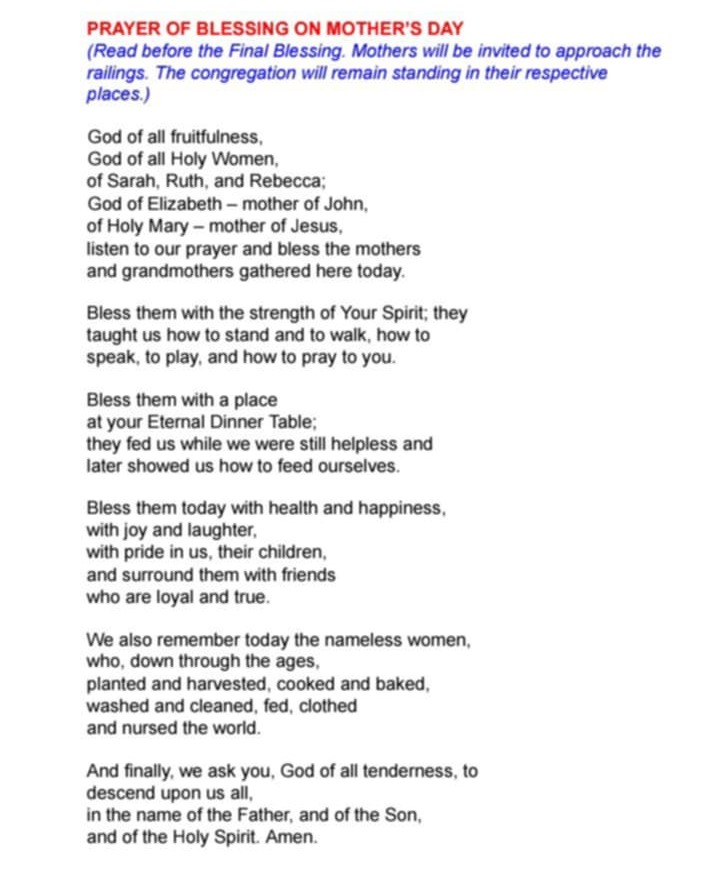 PRAYER OF BLESSING ON MOTHER'S DAY
(Read before the Final Blessing. Mothers will be invited to approach the
railings. The congregation will remain standing in their respective
places.)
God of all fruitfulness,
God of all Holy Women,
of Sarah, Ruth, and Rebecca;
God of Elizabeth – mother of John,
of Holy Mary – mother of Jesus,
listen to our prayer and bless the mothers
and grandmothers gathered here today.
Bless them with the strength of Your Spirit; they
taught us how to stand and to walk, how to
speak, to play, and how to pray to you.
Bless them with a place
at your Eternal Dinner Table;
they fed us while we were still helpless and
later showed us how to feed ourselves.
Bless them today with health and happiness,
with joy and laughter,
with pride in us, their children,
and surround them with friends
who are loyal and true.
We also remember today the nameless women,
who, down through the ages,
planted and harvested, cooked and baked,
washed and cleaned, fed, clothed
and nursed the world.
And finally, we ask you, God of all tenderness, to
descend upon us all,
in the name of the Father, and of the Son,
and of the Holy Spirit. Amen.